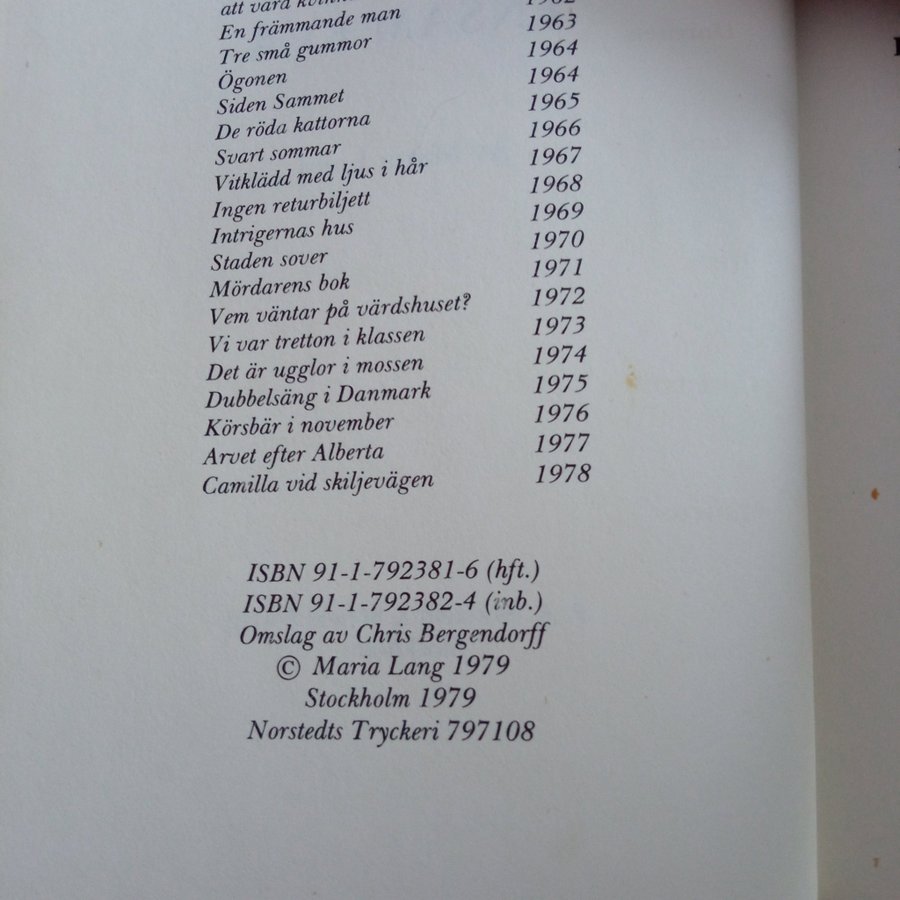 att vara
En främmande man 1962
Tre små gummor 1963
Ögonen 1964
Siden Sammet 1964
De röda kattorna 1965
Svart sommar 1966
Vitklädd med ljus i hår 1967
Ingen returbiljett 1968
Intrigernas hus 1969
Staden sover 1970
Mördarens bok 1971
Vem väntar på värdshuset? 1972
Vi var tretton i klassen 1973
Det är ugglor i mossen 1974
Dubbelsäng i Danmark 1975
Körsbär i november 1976
Arvet efter Alberta 1977
Camilla vid skiljevägen 1978
ISBN 91-1-792381-6 (hft.)
ISBN 91-1-792382-4 (inb.)
Omslag av Chris Bergendorff
© Maria Lang 1979
Stockholm 1979
Norstedts Tryckeri 797108